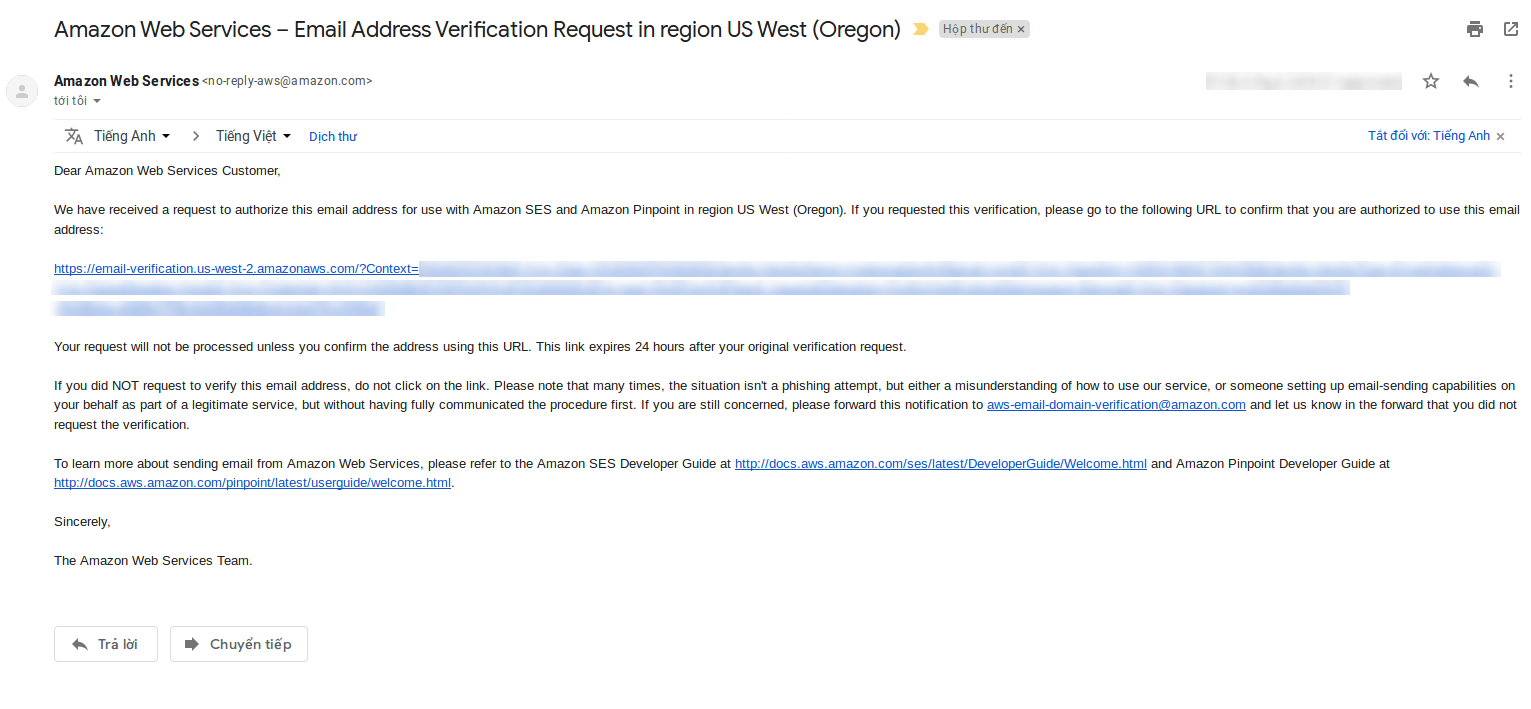 Amazon Web Services – Email Address Verification Request in region US West (Oregon)
Hộp thư đến ×
Amazon Web Services <no-reply-aws@amazon.com>
tới tôi
Tiếng Anh > Tiếng Việt Dịch thư
Tắt đối với: Tiếng Anh ×
Dear Amazon Web Services Customer,
We have received a request to authorize this email address for use with Amazon SES and Amazon Pinpoint in region US West (Oregon). If you requested this verification, please go to the following URL to confirm that you are authorized to use this email
address:
https://email-verification.us-west-2.amazonaws.com/?Context=
Your request will not be processed unless you confirm the address using this URL. This link expires 24 hours after your original verification request.
If you did NOT request to verify this email address, do not click on the link. Please note that many times, the situation isn't a phishing attempt, but either a misunderstanding of how to use our service, or someone setting up email-sending capabilities on
your behalf as part of a legitimate service, but without having fully communicated the procedure first. If you are still concerned, please forward this notification to aws-email-domain-verification@amazon.com and let us know in the forward that you did not
request the verification.
To learn more about sending email from Amazon Web Services, please refer to the Amazon SES Developer Guide at http://docs.aws.amazon.com/ses/latest/DeveloperGuide/Welcome.html and Amazon Pinpoint Developer Guide at
http://docs.aws.amazon.com/pinpoint/latest/userguide/welcome.html.
Sincerely,
The Amazon Web Services Team.
Trả lời
Chuyển tiếp